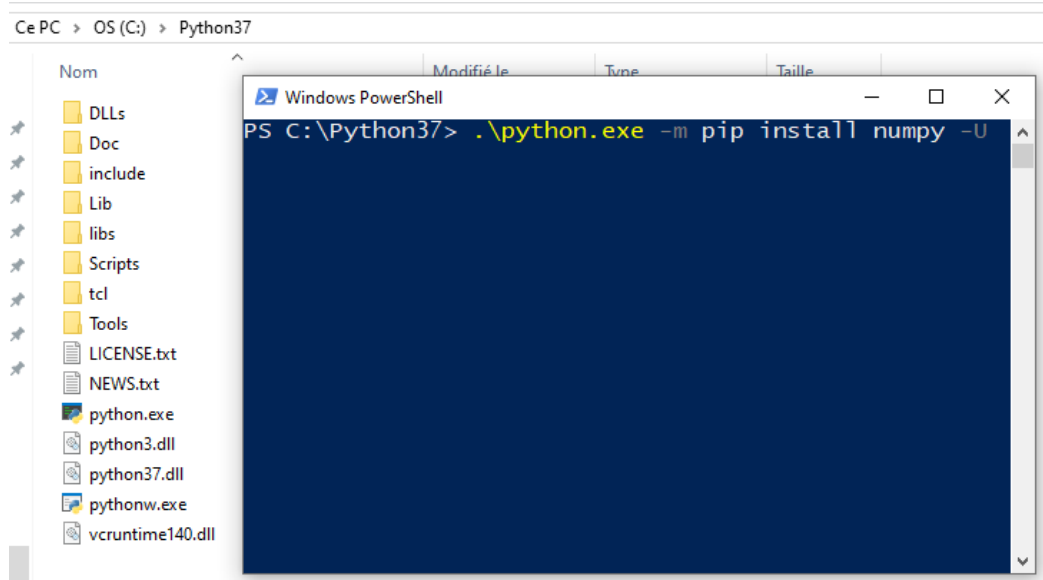 Ce PC > OS (C:) > Python37
Nom Modifié le Type Taille
Windows PowerShell
PS C:\Python37> .\python.exe -m pip install numpy -U
DLLs
Doc
include
Lib
libs
Scripts
tcl
Tools
LICENSE.txt
NEWS.txt
python.exe
python3.dll
python37.dll
pythonw.exe
vcruntime140.dll